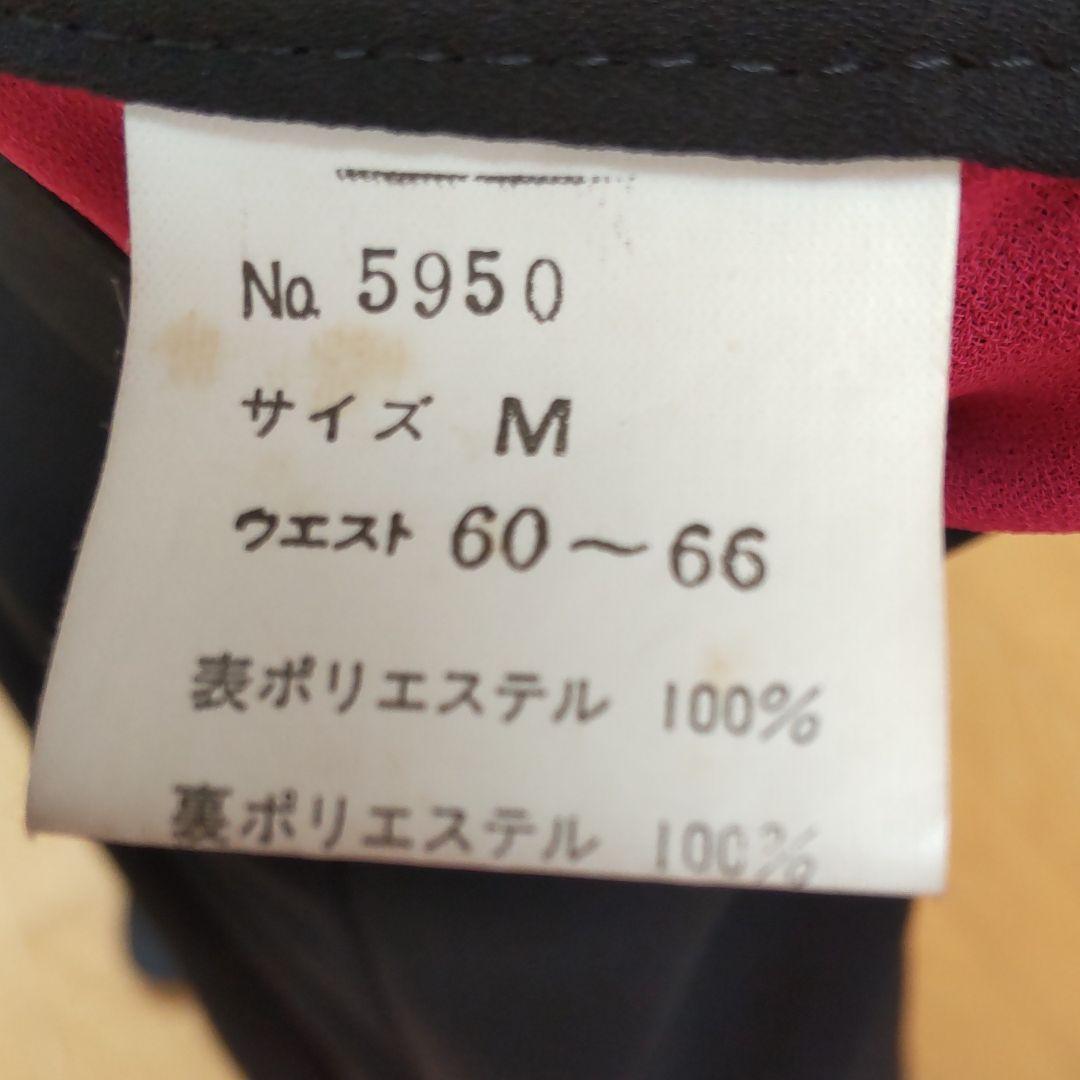 No. 5950
サイズ M
ウエスト 60～66
表ポリエステル 100%
裏ポリエステル 100%